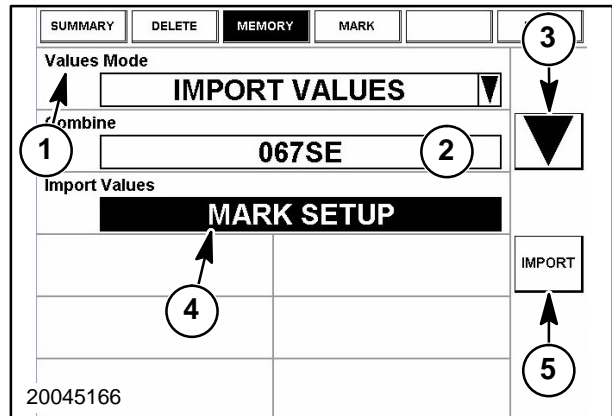 SUMMARY DELETE MEMORY MARK
3
Values Mode
IMPORT VALUES
1
Combine
067SE
2
Import Values
MARK SETUP
IMPORT
4
5
20045166